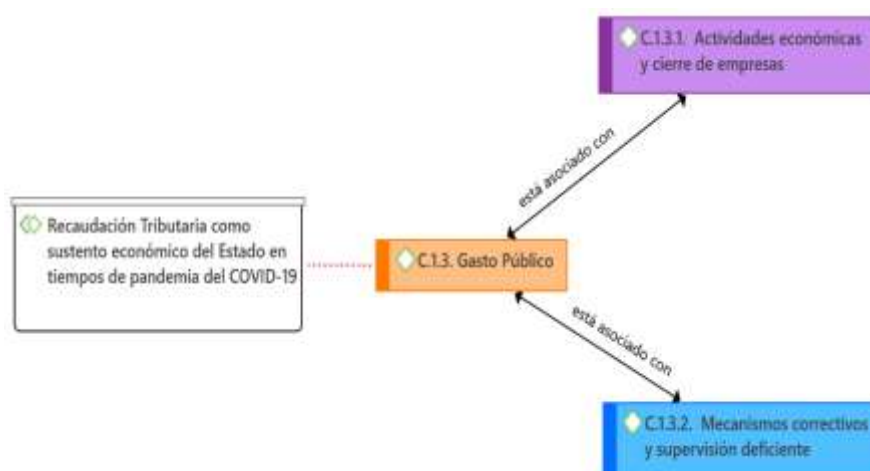 C.1.3.1. Actividades económicas
y cierre de empresas
está asociado con
Recaudación Tributaria como
sustento económico del Estado en
tiempos de pandemia del COVID-19
C.1.3. Gasto Público
está asociado con
C.1.3.2. Mecanismos correctivos
y supervisión deficiente